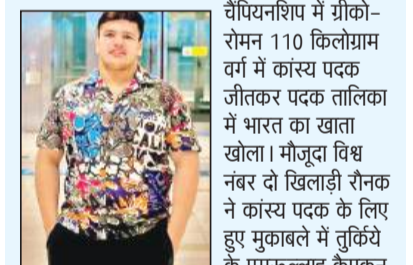 चैंपियनशिप में ग्रीको-
रोमन 110 किलोग्राम
वर्ग में कांस्य पदक
जीतकर पदक तालिका
में भारत का खाता
खोला। मौजूदा विश्व
नंबर दो खिलाड़ी रौनक
ने कांस्य पदक के लिए
हुए मुकाबले में तुर्किये